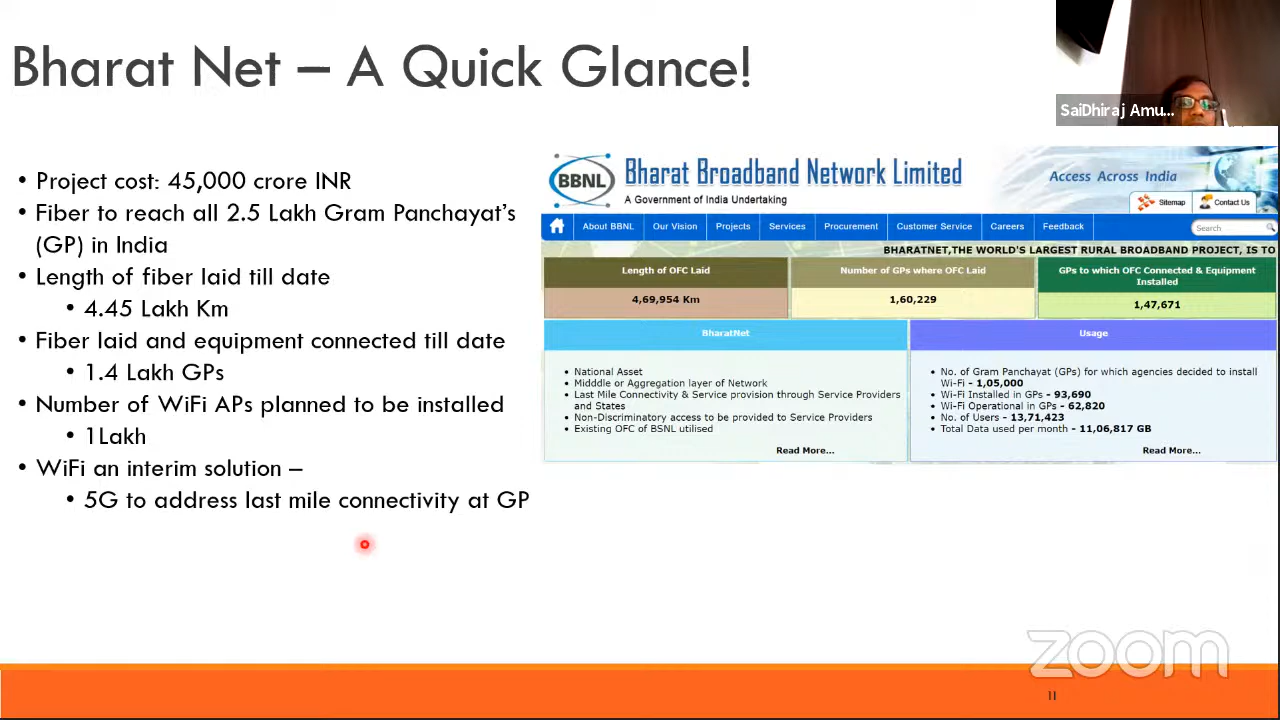 Bharat Net – A Quick Glance!
SaiDhiraj Amu...
• Project cost: 45,000 crore INR
• Fiber to reach all 2.5 Lakh Gram Panchayat’s
(GP) in India
• Length of fiber laid till date
• 4.45 Lakh Km
• Fiber laid and equipment connected till date
• 1.4 Lakh GPs
• Number of WiFi APs planned to be installed
• 1Lakh
• WiFi an interim solution –
• 5G to address last mile connectivity at GP
BBNL
Bharat Broadband Network Limited
A Government of India Undertaking
Access Across India
Sitemap
Contact Us
About BBNL
Our Vision
Projects
Services
Procurement
Customer Service
Careers
Feedback
Search
BHARATNET,THE WORLD'S LARGEST RURAL BROADBAND PROJECT, IS TO
Length of OFC Laid
4,69,954 Km
Number of GPs where OFC Laid
1,60,229
GPs to which OFC Connected & Equipment
Installed
1,47,671
BharatNet
• National Asset
• Midddle or Aggregation layer of Network
• Last Mile Connectivity & Service provision through Service Providers
and States
• Non-Discriminatory access to be provided to Service Providers
• Existing OFC of BSNL utilised
Read More...
Usage
• No. of Gram Panchayat (GPs) for which agencies decided to install
Wi-Fi - 1,05,000
• Wi-Fi Installed in GPs - 93,690
• Wi-Fi Operational in GPs - 62,820
• No. of Users - 13,71,423
• Total Data used per month - 11,06,817 GB
Read More...
zoom
11